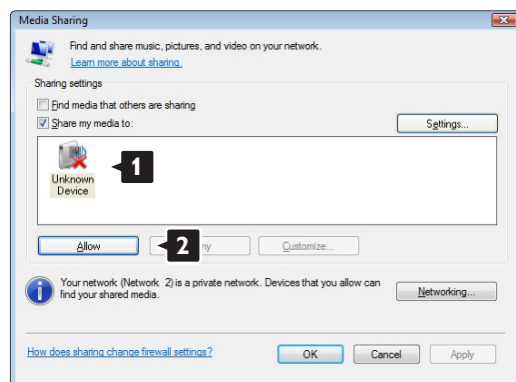 Media Sharing
Find and share music, pictures, and video on your network.
Learn more about sharing.
Sharing settings
Find media that others are sharing
Share my media to:
Settings...
Unknown
Device
1
Allow
2
Customize...
Your network (Network 2) is a private network. Devices that you allow can
find your shared media.
Networking...
How does sharing change firewall settings?
OK
Cancel
Apply